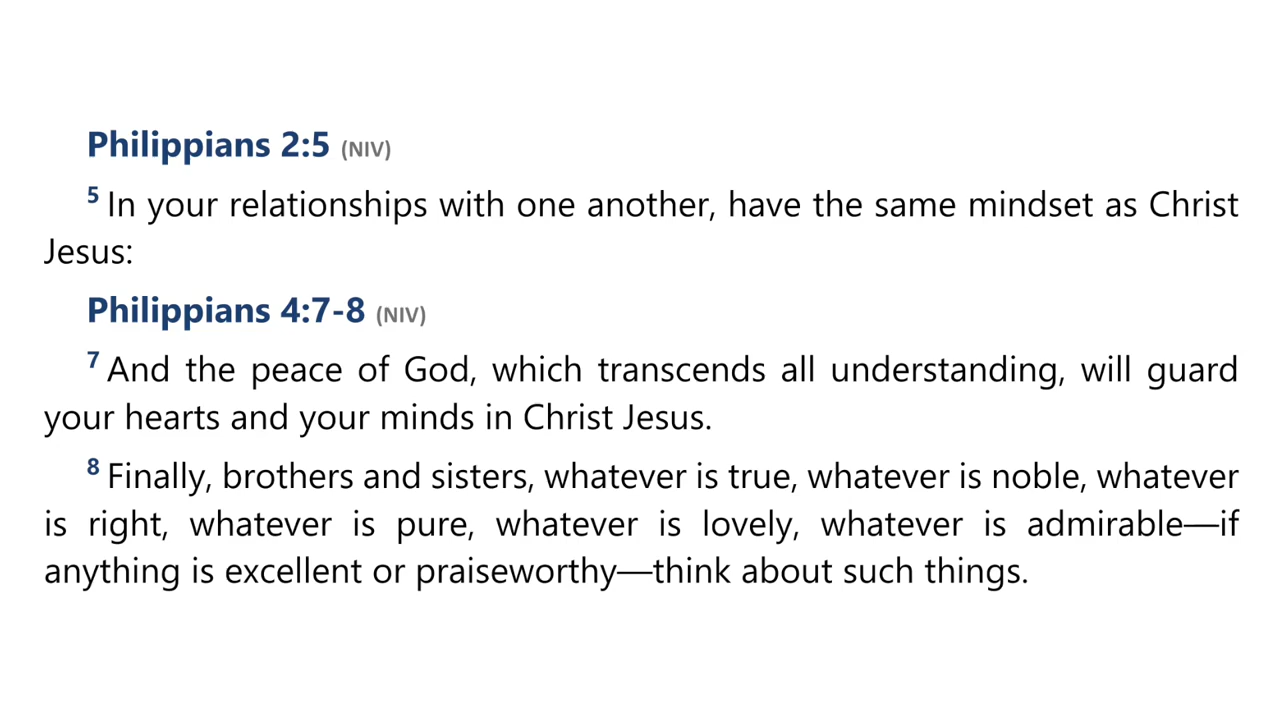 Philippians 2:5 (NIV)
5 In your relationships with one another, have the same mindset as Christ
Jesus:
Philippians 4:7-8 (NIV)
7 And the peace of God, which transcends all understanding, will guard
your hearts and your minds in Christ Jesus.
8 Finally, brothers and sisters, whatever is true, whatever is noble, whatever
is right, whatever is pure, whatever is lovely, whatever is admirable—if
anything is excellent or praiseworthy—think about such things.